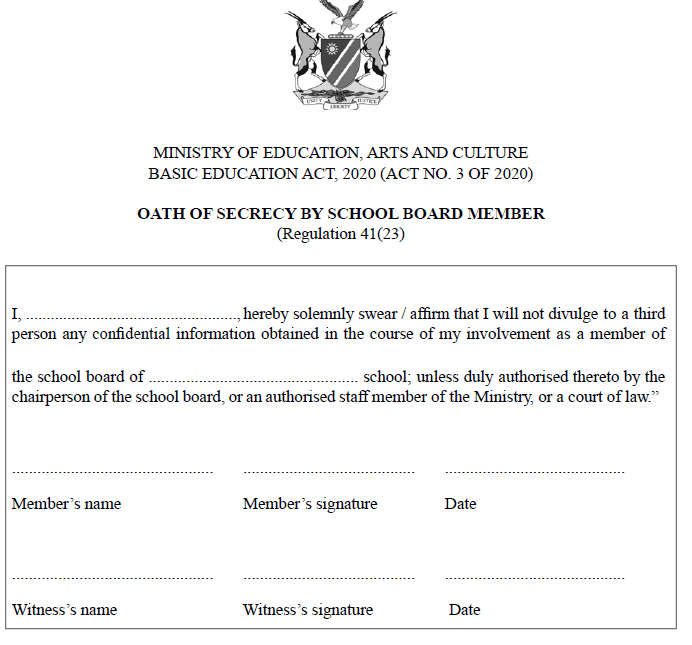 UNITY LIBERTY JUSTICE
MINISTRY OF EDUCATION, ARTS AND CULTURE
BASIC EDUCATION ACT, 2020 (ACT NO. 3 OF 2020)
OATH OF SECRECY BY SCHOOL BOARD MEMBER
(Regulation 41(23)
I, ..................................................., hereby solemnly swear / affirm that I will not divulge to a third
person any confidential information obtained in the course of my involvement as a member of
the school board of ................................................... school; unless duly authorised thereto by the
chairperson of the school board, or an authorised staff member of the Ministry, or a court of law.”
................................................. .......................................... ............................................
Member’s name Member’s signature Date
................................................. .......................................... ............................................
Witness’s name Witness’s signature Date